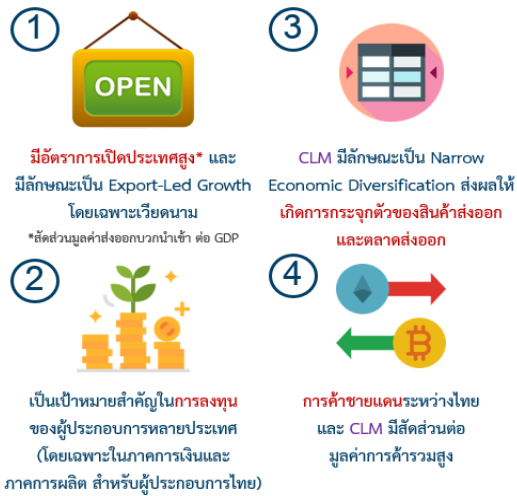 1
OPEN
มีอัตราการเปิดประเทศสูง* และ
มีลักษณะเป็น Export-Led Growth
โดยเฉพาะเวียดนาม
*สัดส่วนมูลค่าส่งออกบวกนำเข้า ต่อ GDP
2
เป็นเป้าหมายสำคัญในการลงทุน
ของผู้ประกอบการหลายประเทศ
(โดยเฉพาะในภาคการเงินและ
ภาคการผลิต สำหรับผู้ประกอบการไทย)
3
CLM มีลักษณะเป็น Narrow
Economic Diversification ส่งผลให้
เกิดการกระจุกตัวของสินค้าส่งออก
และตลาดส่งออก
4
การค้าชายแดนระหว่างไทย
และ CLM มีสัดส่วนต่อ
มูลค่าการค้ารวมสูง